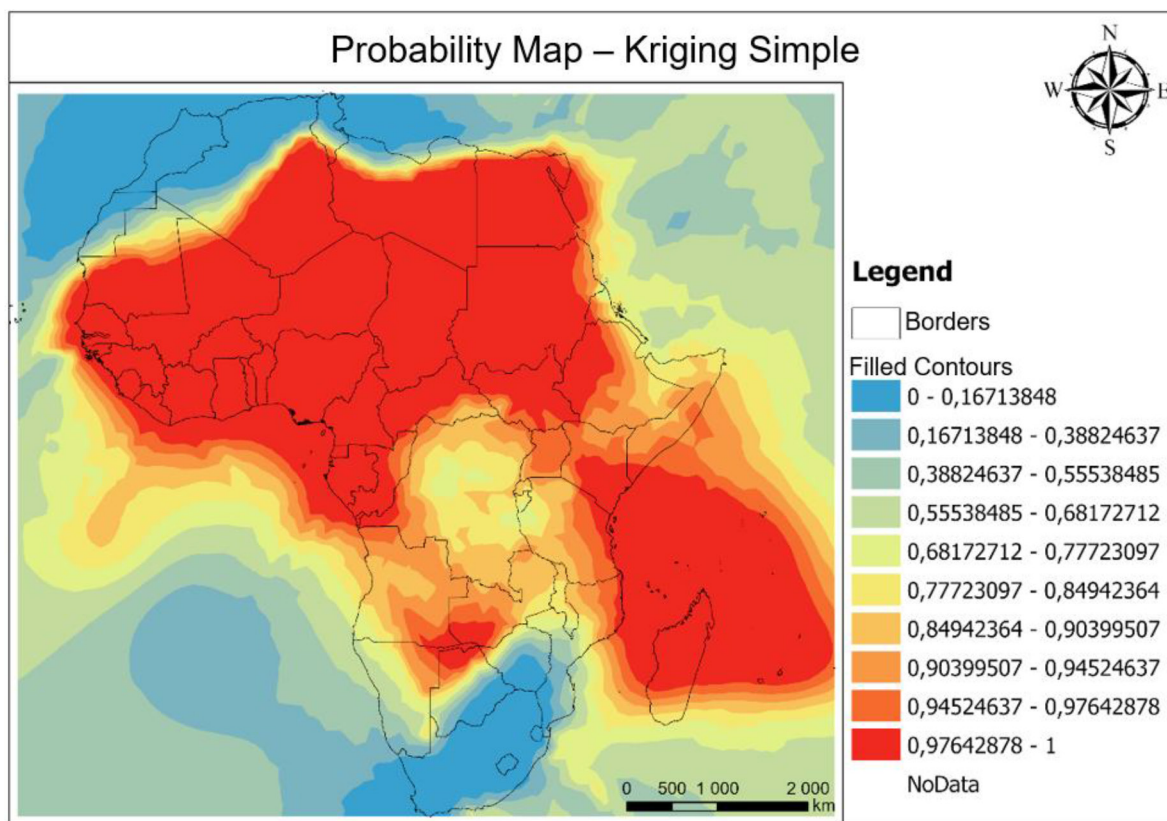 Probability Map – Kriging Simple
N
W E
S
Legend
Borders
Filled Contours
0 - 0,16713848
0,16713848 - 0,38824637
0,38824637 - 0,55538485
0,55538485 - 0,68172712
0,68172712 - 0,77723097
0,77723097 - 0,84942364
0,84942364 - 0,90399507
0,90399507 - 0,94524637
0,94524637 - 0,97642878
0,97642878 - 1
NoData
0 500 1 000 2 000
km